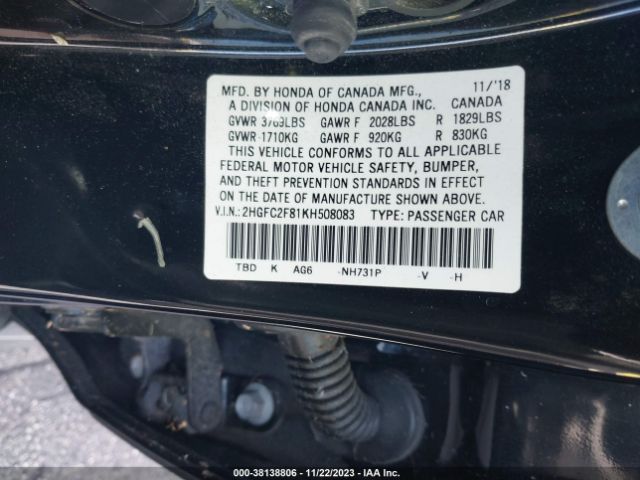 MFD. BY HONDA OF CANADA MFG., 11/'18
A DIVISION OF HONDA CANADA INC. CANADA
GVWR 3769LBS GAWR F 2028LBS R 1829LBS
GVWR 1710KG GAWR F 920KG R 830KG
THIS VEHICLE CONFORMS TO ALL APPLICABLE
FEDERAL MOTOR VEHICLE SAFETY, BUMPER,
AND THEFT PREVENTION STANDARDS IN EFFECT
ON THE DATE OF MANUFACTURE SHOWN ABOVE.
V.I.N.: 2HGFC2F81KH508083 TYPE: PASSENGER CAR
TBD K AG6 -NH731P -V -H
000-38138806 - 11/22/2023 - IAA Inc.